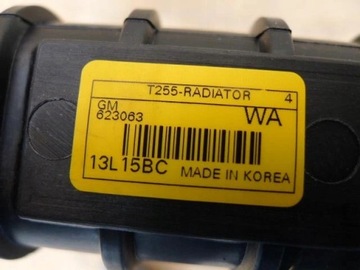 T255-RADIATOR 4
GM
623063
WA
13L15BC MADE IN KOREA